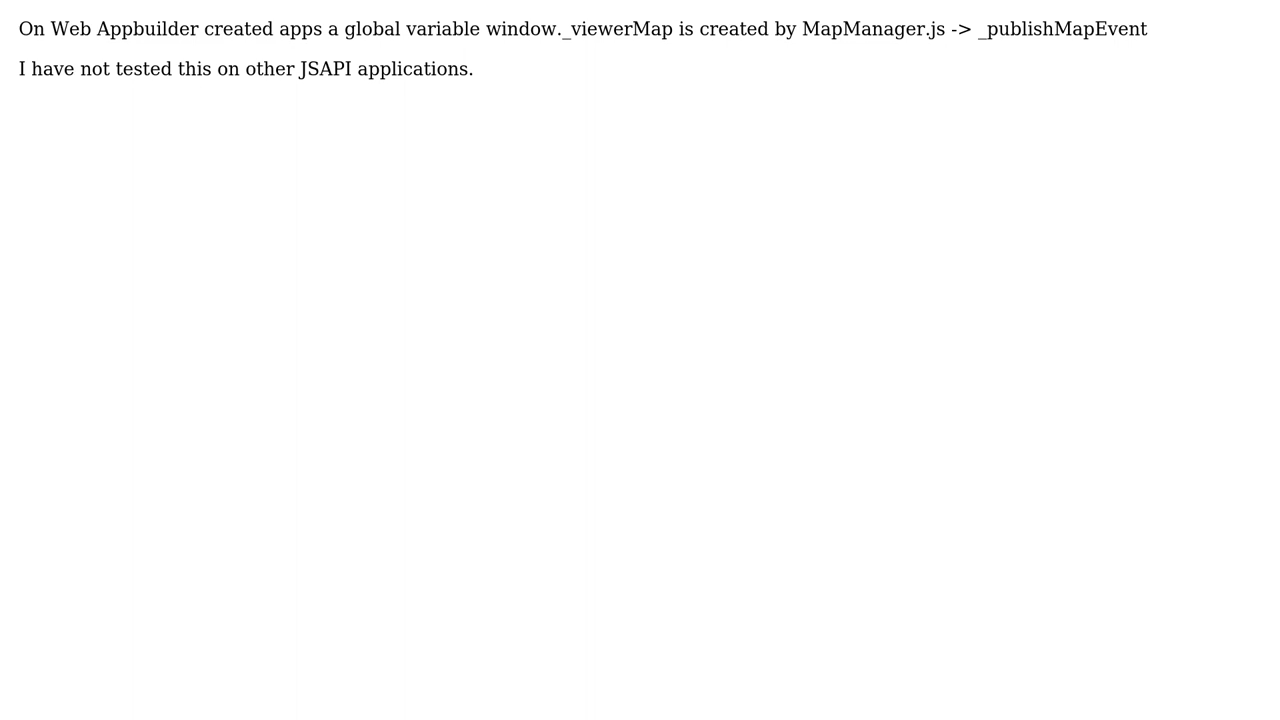 On Web Appbuilder created apps a global variable window._viewerMap is created by MapManager.js -> _publishMapEvent
I have not tested this on other JSAPI applications.